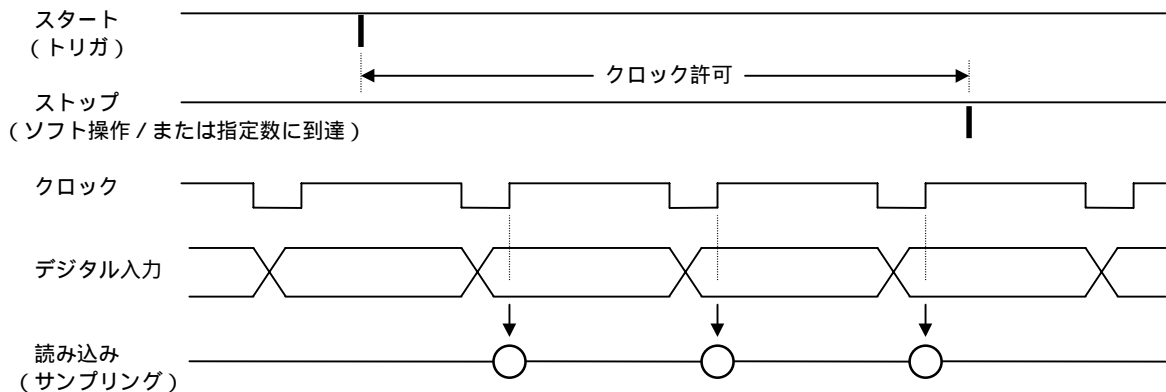 スタート
（トリガ）
クロック許可
ストップ
（ソフト操作 / または指定数に到達）
クロック
デジタル入力
読み込み
（サンプリング）